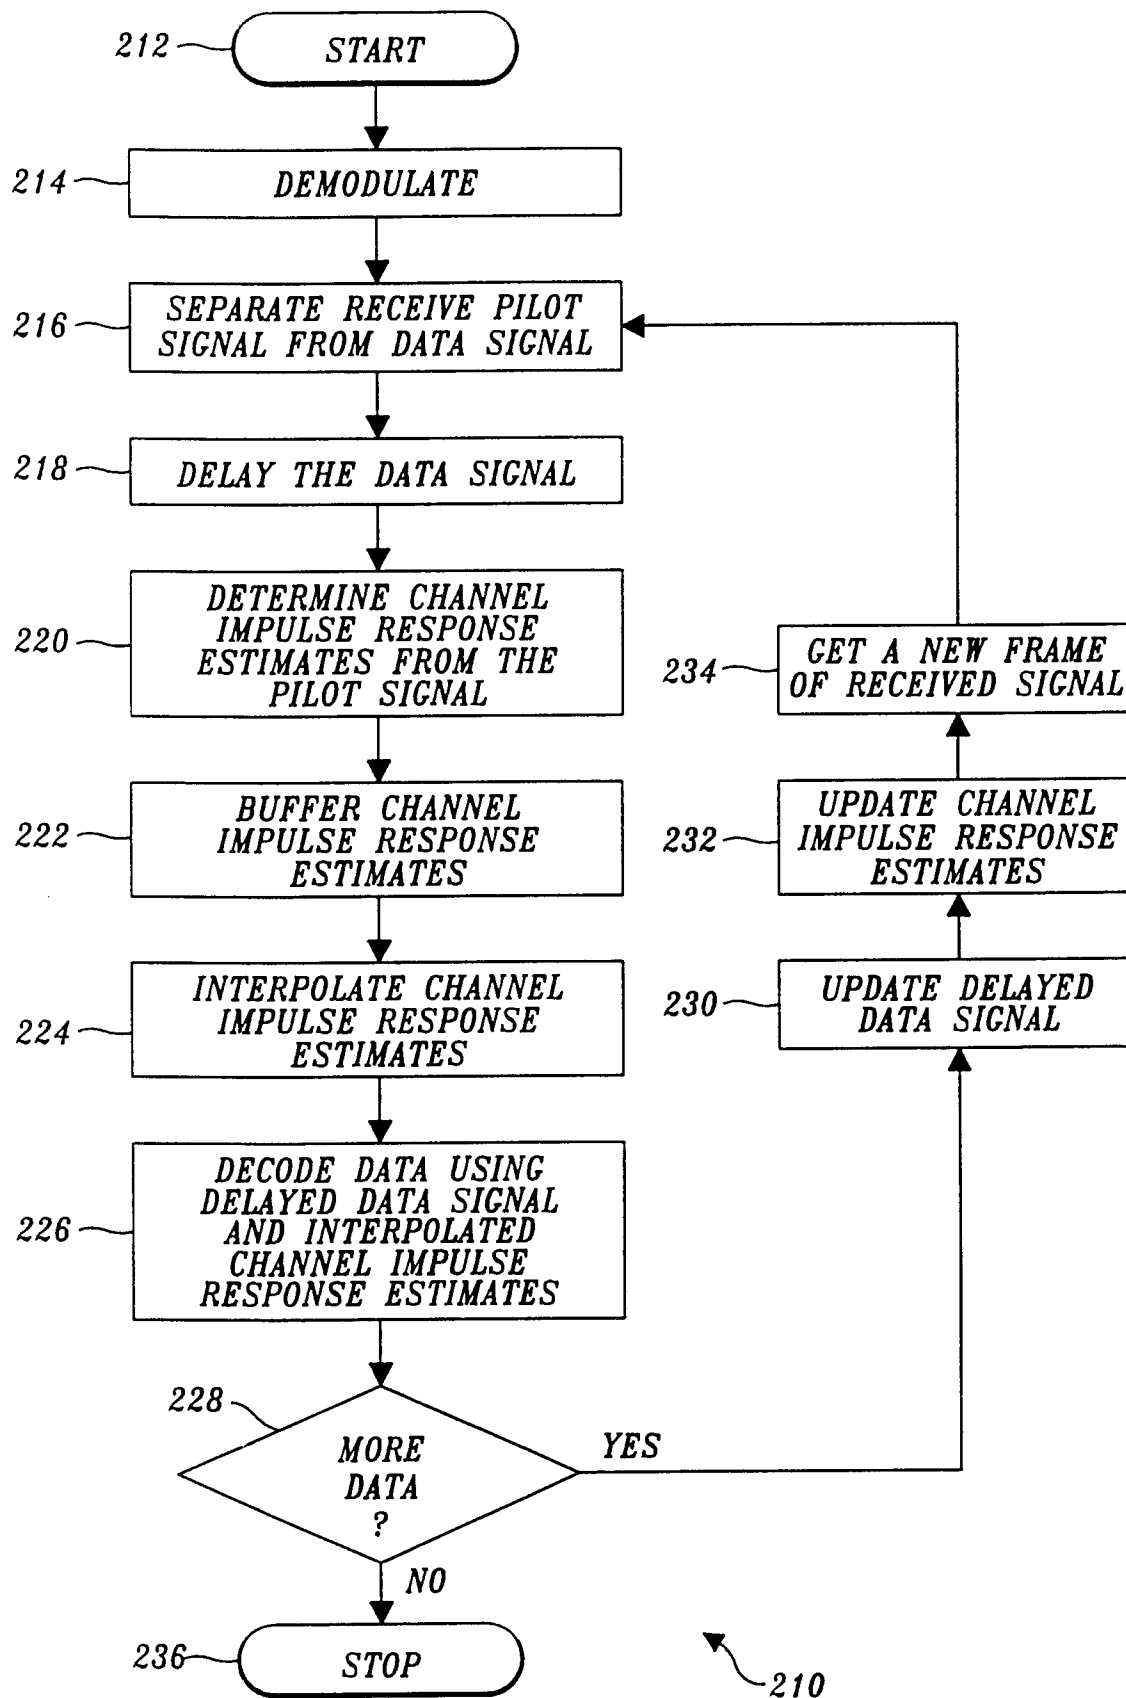 212
START
214
DEMODULATE
216
SEPARATE RECEIVE PILOT
SIGNAL FROM DATA SIGNAL
218
DELAY THE DATA SIGNAL
220
DETERMINE CHANNEL
IMPULSE RESPONSE
ESTIMATES FROM THE
PILOT SIGNAL
222
BUFFER CHANNEL
IMPULSE RESPONSE
ESTIMATES
224
INTERPOLATE CHANNEL
IMPULSE RESPONSE
ESTIMATES
226
DECODE DATA USING
DELAYED DATA SIGNAL
AND INTERPOLATED
CHANNEL IMPULSE
RESPONSE ESTIMATES
228
MORE
DATA
?
YES
NO
230
UPDATE DELAYED
DATA SIGNAL
232
UPDATE CHANNEL
IMPULSE RESPONSE
ESTIMATES
234
GET A NEW FRAME
OF RECEIVED SIGNAL
236
STOP
210